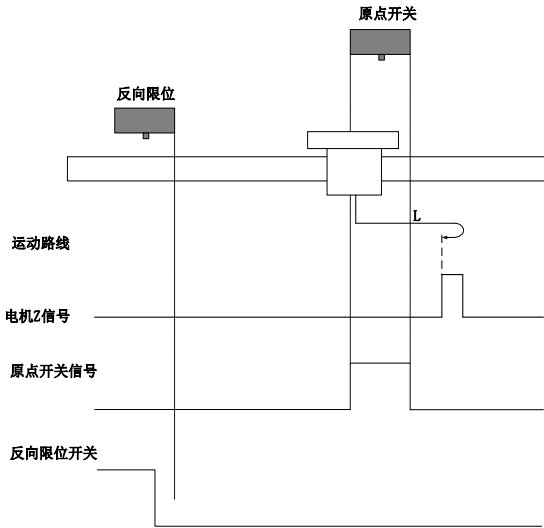 原点开关
反向限位
L
运动路线
电机Z信号
原点开关信号
反向限位开关